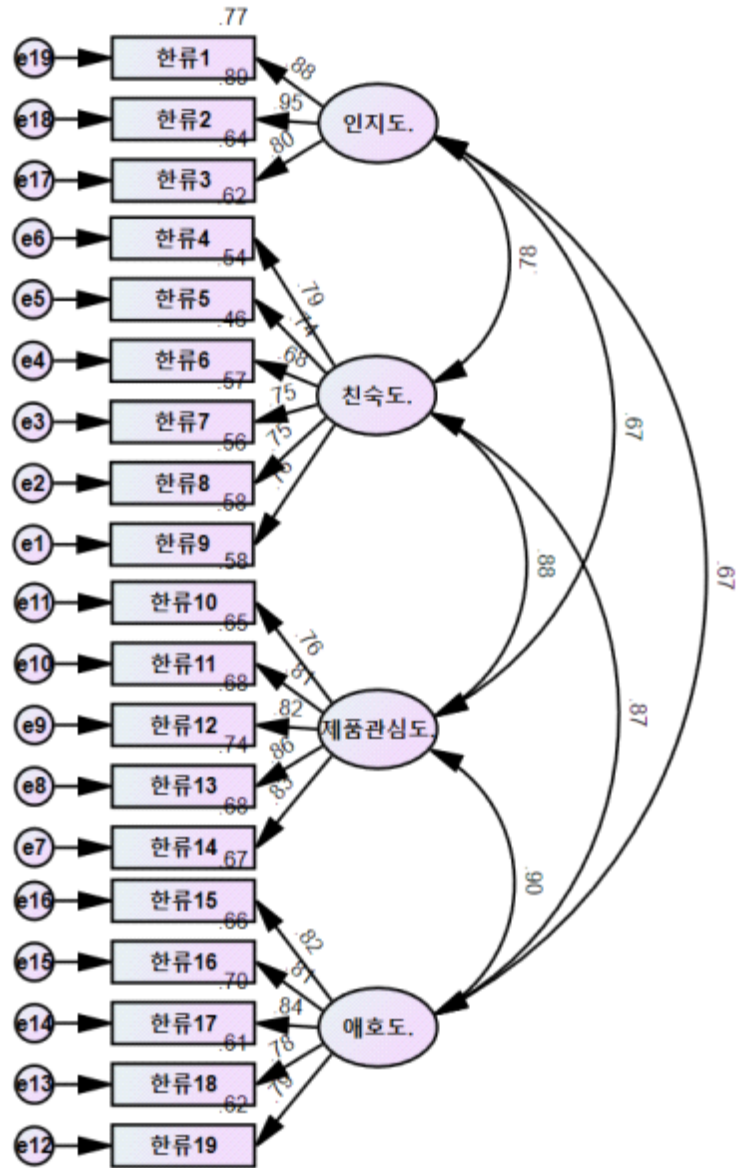 .77
e19 한류1 .88
.89
e18 한류2 .95 인지도.
.64
e17 한류3 .80
.62
e6 한류4
.54
.78
e5 한류5 .79
.46 .74
e4 한류6 .68
.57
친숙도.
e3 한류7 .75
.56
.67
e2 한류8 .75
.58
e1 한류9
.58
.88
.67
e11 한류10
.65 .76
e10 한류11 .81
.68
e9 한류12 .82 제품관심도.
.74
.87
e8 한류13 .86
.68
e7 한류14 .83
.67
.90
e16 한류15
.66 .82
e15 한류16 .81
.70
e14 한류17 .84 애호도.
.61
e13 한류18 .78
.62 .79
e12 한류19